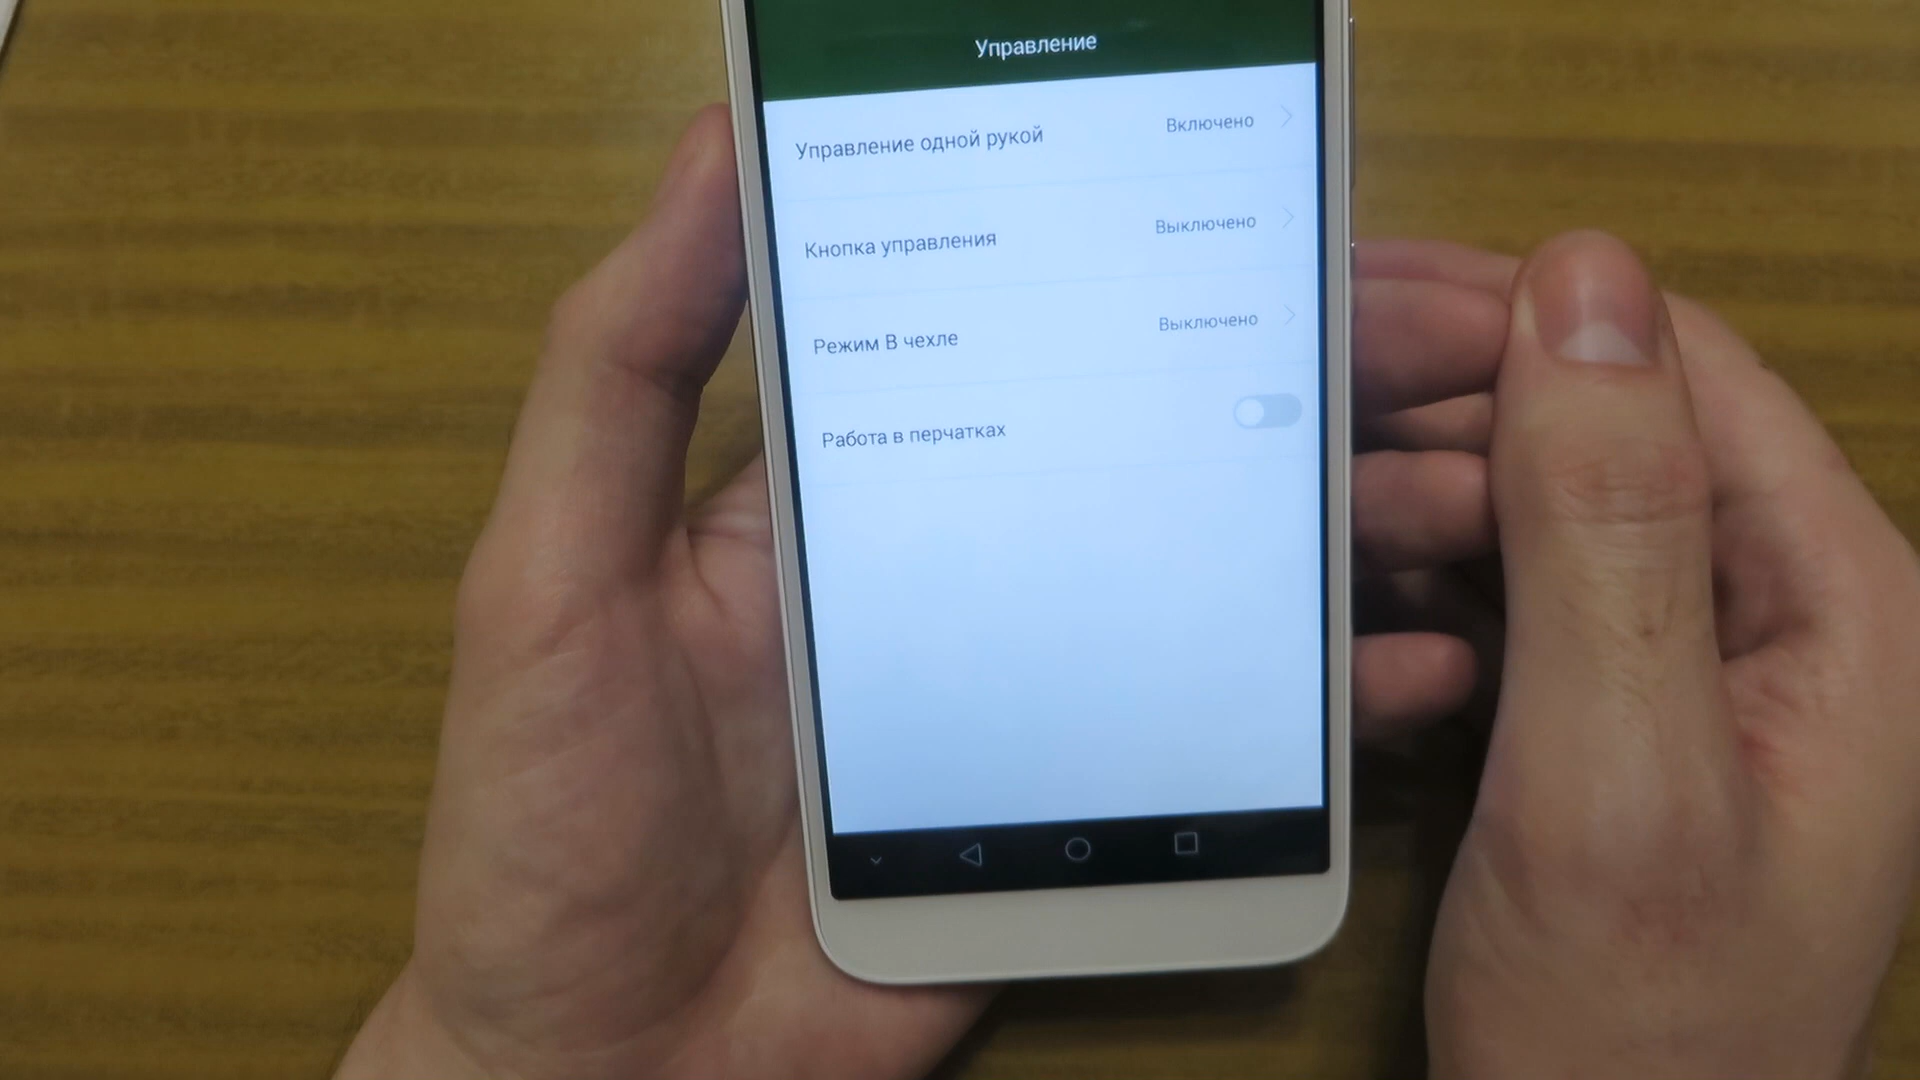 Управление
Управление одной рукой Включено
Кнопка управления Выключено
Режим В чехле Выключено
Работа в перчатках